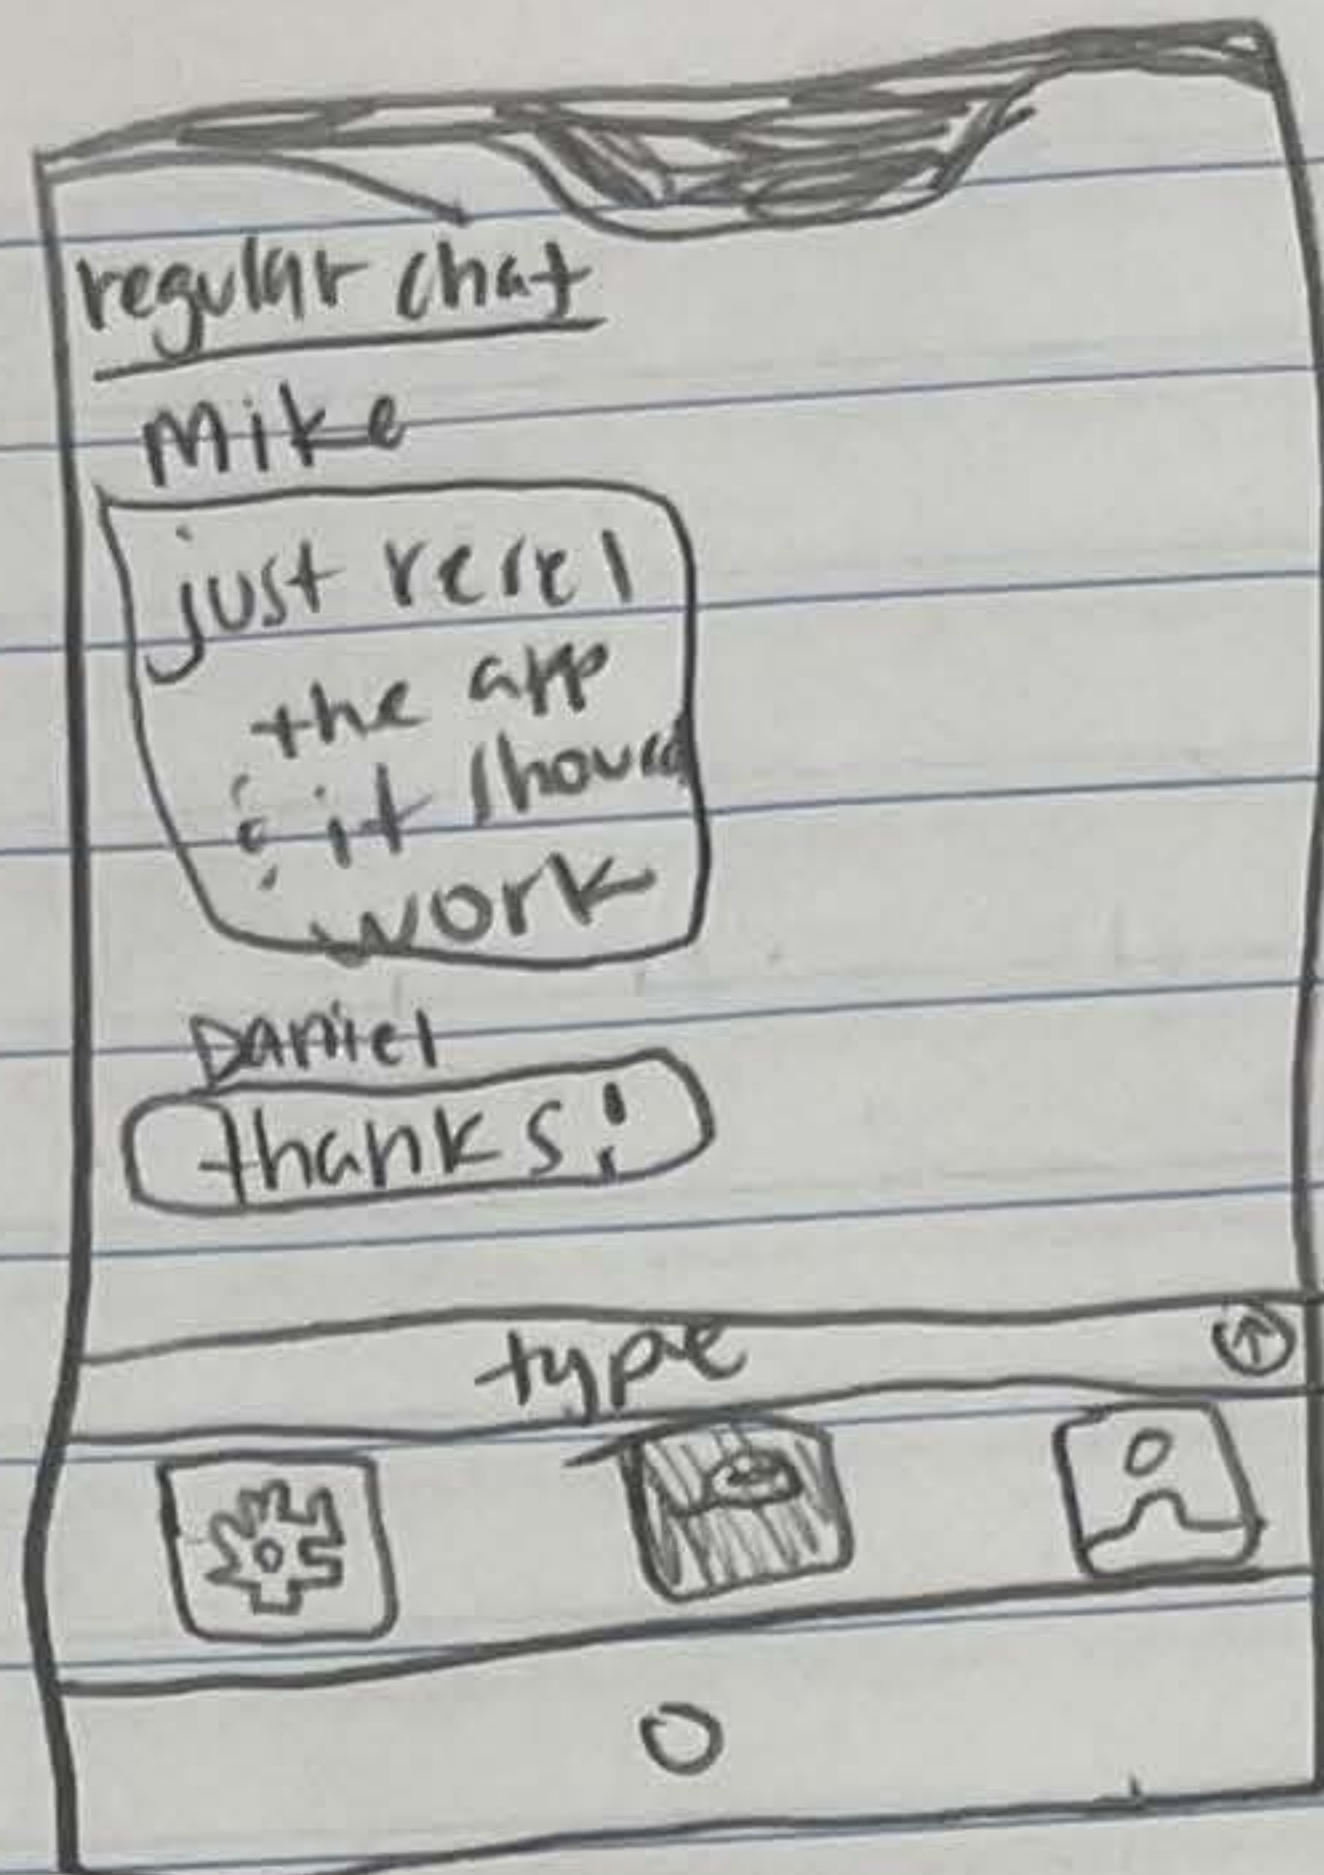 regular chat
Mike
just reset
the app
it should
work
Daniel
thanks!
type